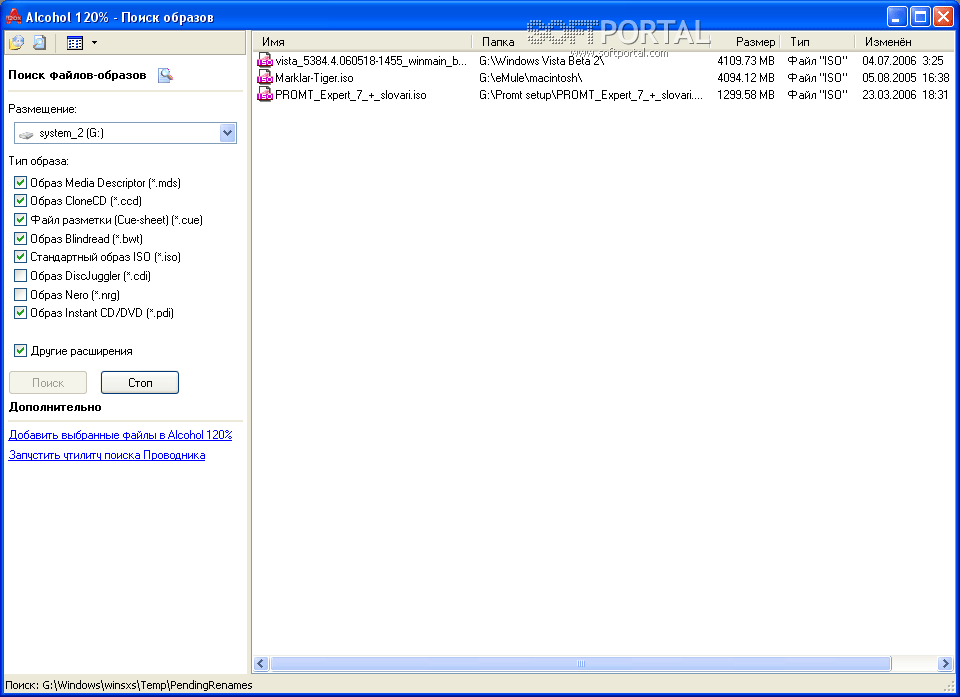 Alcohol 120% - Поиск образов
Поиск файлов-образов
Размещение:
system_2 (G:)
Тип образа:
Образ Media Descriptor (*.mds)
Образ CloneCD (*.ccd)
Файл разметки (Cue-sheet) (*.cue)
Образ Blindread (*.bwt)
Стандартный образ ISO (*.iso)
Образ DiscJuggler (*.cdi)
Образ Nero (*.nrg)
Образ Instant CD/DVD (*.pdi)
Другие расширения
Поиск Стоп
Дополнительно
Добавить выбранные файлы в Alcohol 120%
Запустить утилиту поиска Проводника
Имя Папка Размер Тип Изменён
vista_5384.4.060518-1455_winmain_b... G:\Windows Vista Beta 2\ 4109.73 MB Файл "ISO" 04.07.2006 3:25
Marklar-Tiger.iso G:\eMule\macintosh\ 4094.12 MB Файл "ISO" 05.08.2005 16:38
PROMT_Expert_7_+_slovari.iso G:\Promt setup\PROMT_Expert_7_+_slovari.... 1299.58 MB Файл "ISO" 23.03.2006 18:31
SOFTPORTAL
www.softportal.com
Поиск: G:\Windows\winsxs\Temp\PendingRenames